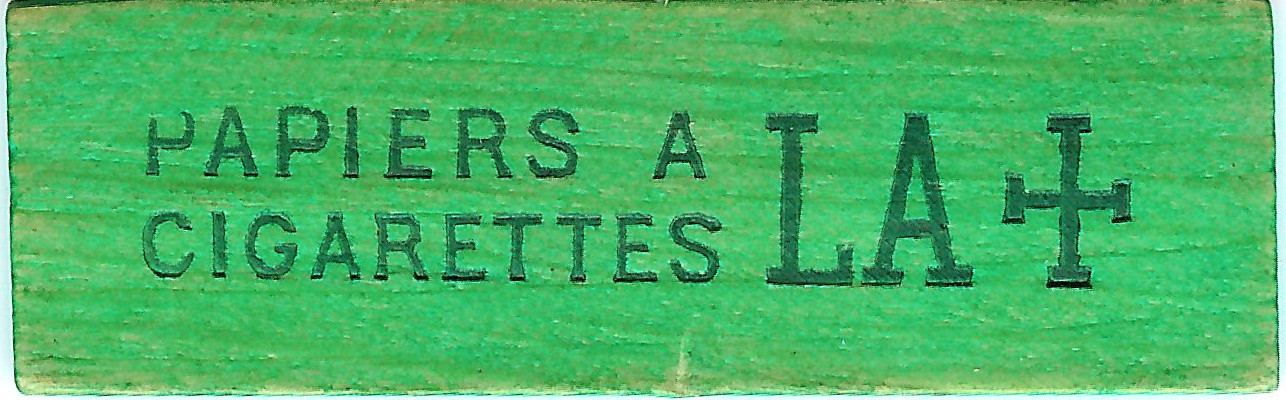 PAPIERS A
CIGARETTES
LA +